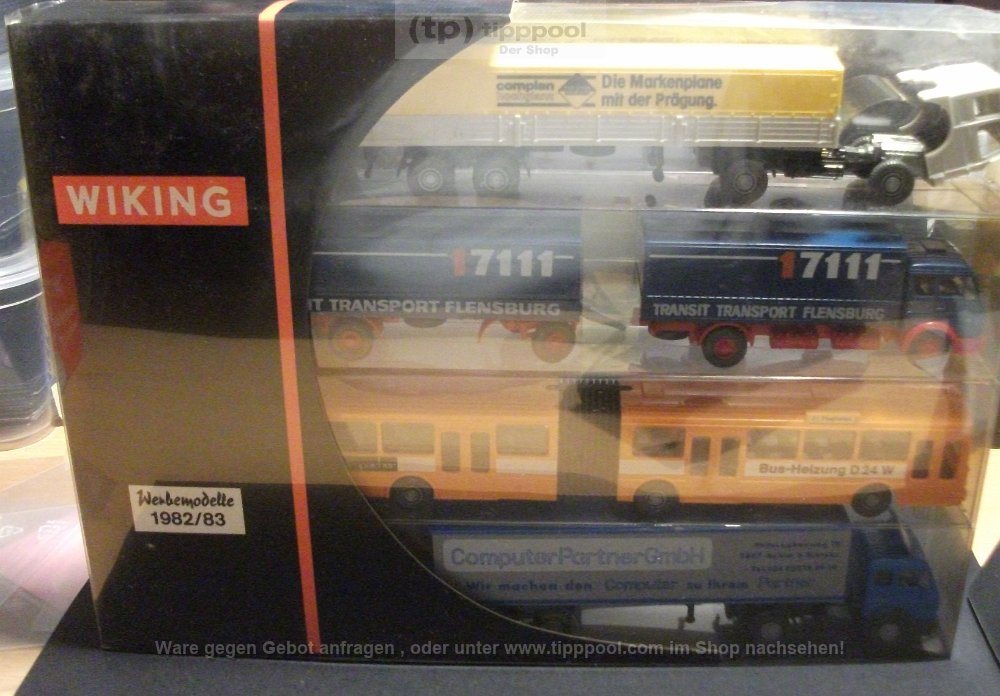 (tp) tipppool
Der Shop
complan
Die Markenplane
mit der Prägung.
WIKING
17111
17111
IT TRANSPORT FLENSBURG
TRANSIT TRANSPORT FLENSBURG
Bus-Heizung D 24 W
Werbemodelle
1982/83
ComputerPartnerGmbH
Wir machen den Computer zu Ihrem Partner
Ware gegen Gebot anfragen , oder unter www.tipppool.com im Shop nachsehen!